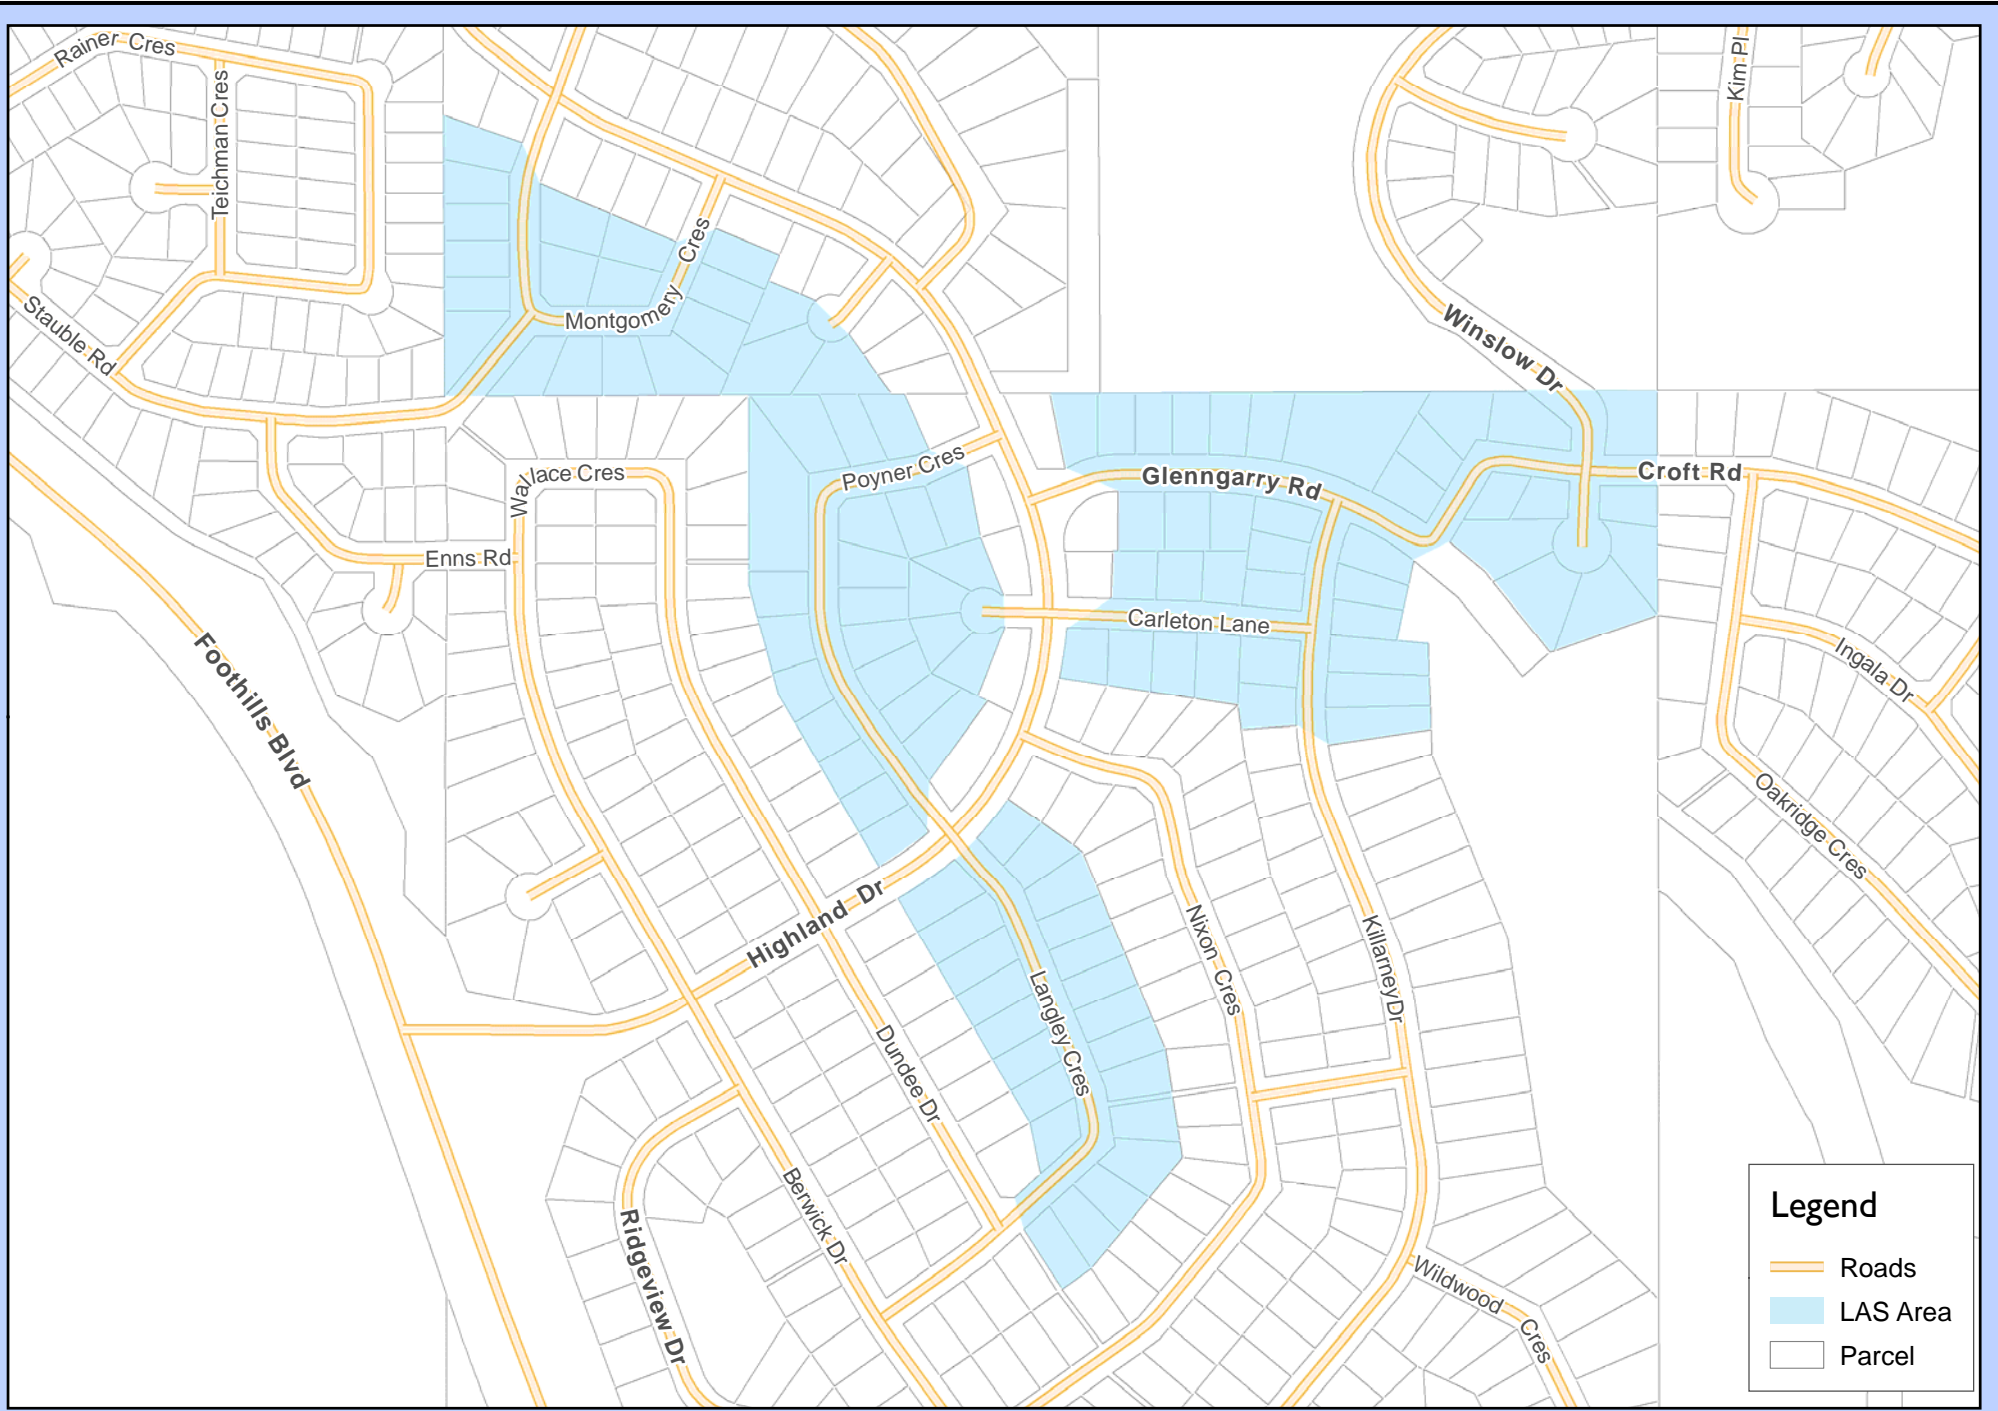 Rainer Cres
Teichman Cres
Kim Pl
Montgomery Cres
Stauble Rd
Winslow Dr
Poyner Cres
Wallace Cres
Glenngarry Rd
Croft Rd
Enns Rd
Carleton Lane
Foothills Blvd
Ingala Dr
Oakridge Cres
Highland Dr
Nixon Cres
Killarney Dr
Langley Cres
Dundee Dr
Berwick Dr
Ridgeview Dr
Wildwood Cres
Legend
Roads
LAS Area
Parcel